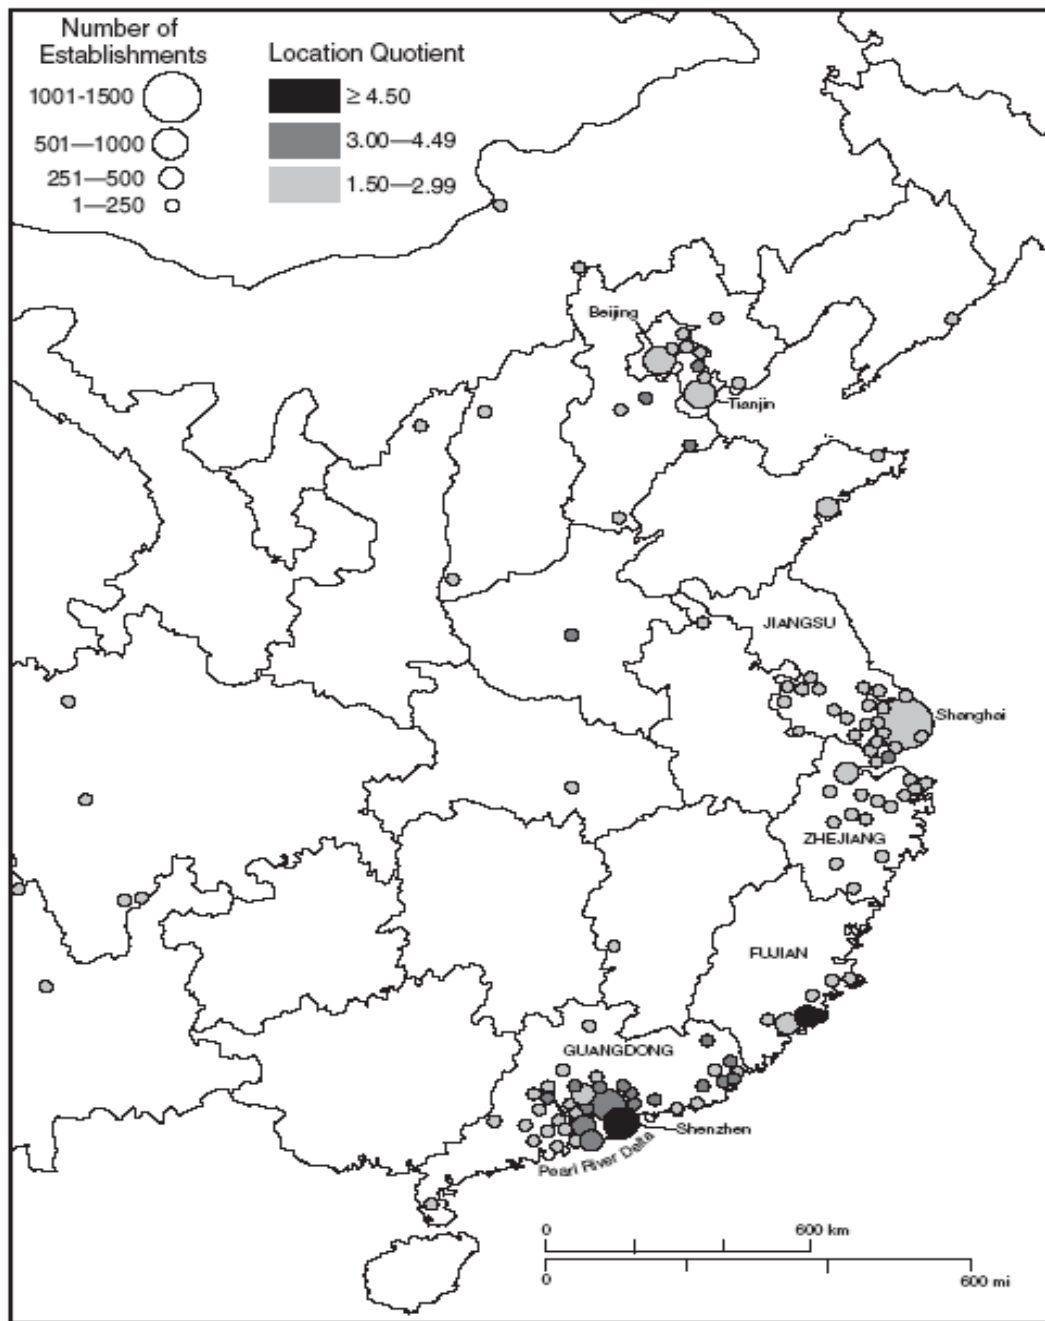 Number of
Establishments
1001-1500
501—1000
251—500
1—250
Location Quotient
≥ 4.50
3.00—4.49
1.50—2.99
Beijing
Tianjin
JIANGSU
Shanghai
ZHEJIANG
FUJIAN
GUANGDONG
Shenzhen
Pearl River Delta
0
600 km
0
600 mi